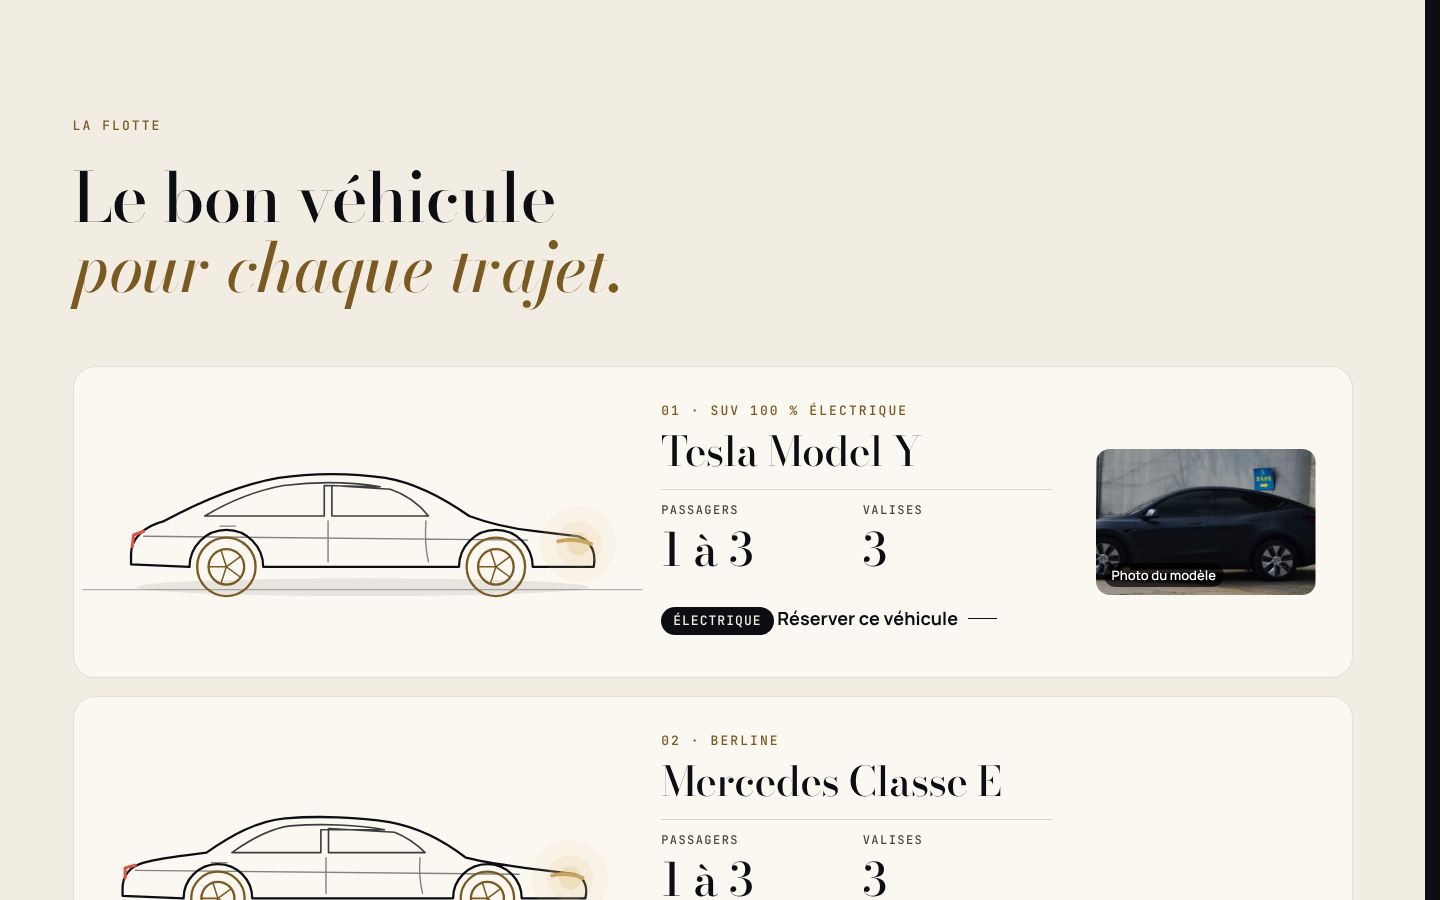 LA FLOTTE
Le bon véhicule
pour chaque trajet.
01 · SUV 100 % ÉLECTRIQUE
Tesla Model Y
PASSAGERS
VALISES
1 à 3
3
Photo du modèle
ÉLECTRIQUE
Réserver ce véhicule
02 · BERLINE
Mercedes Classe E
PASSAGERS
VALISES
1 à 3
3